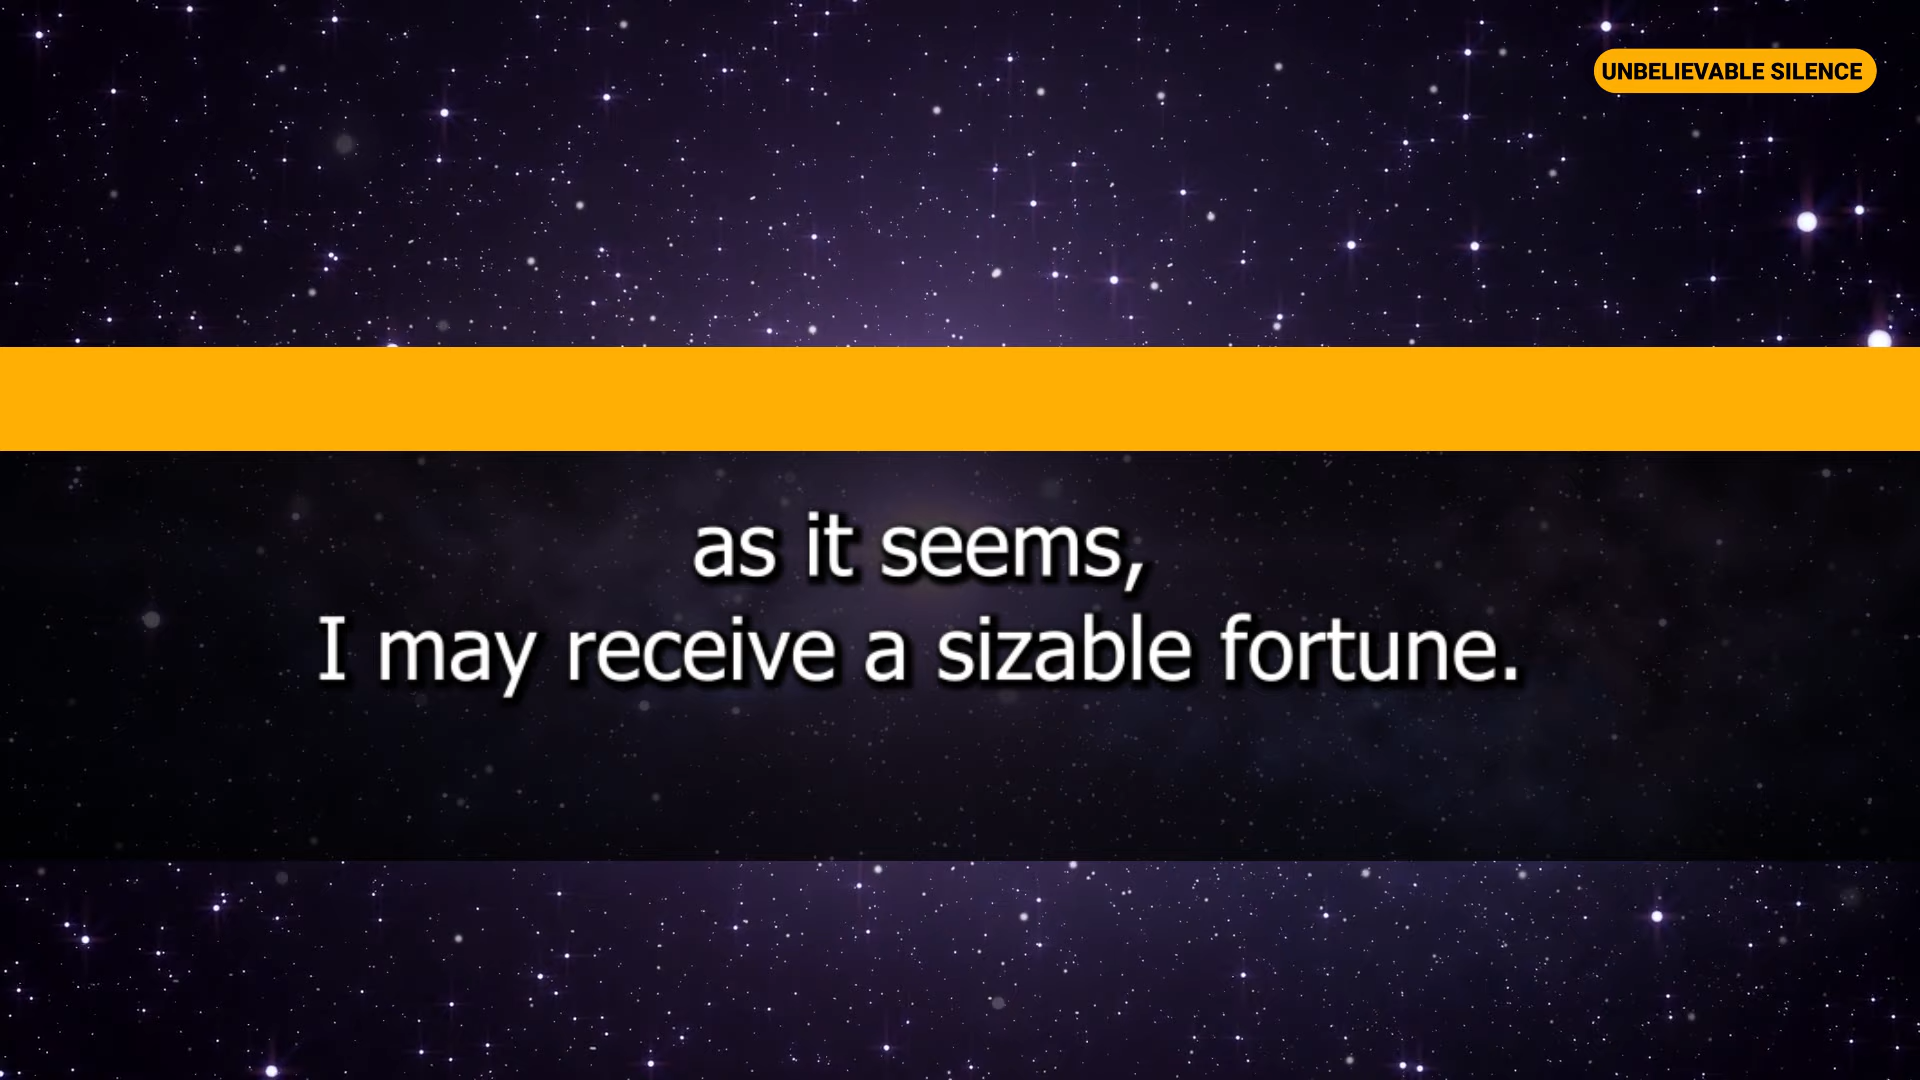 UNBELIEVABLE SILENCE
as it seems,
I may receive a sizable fortune.